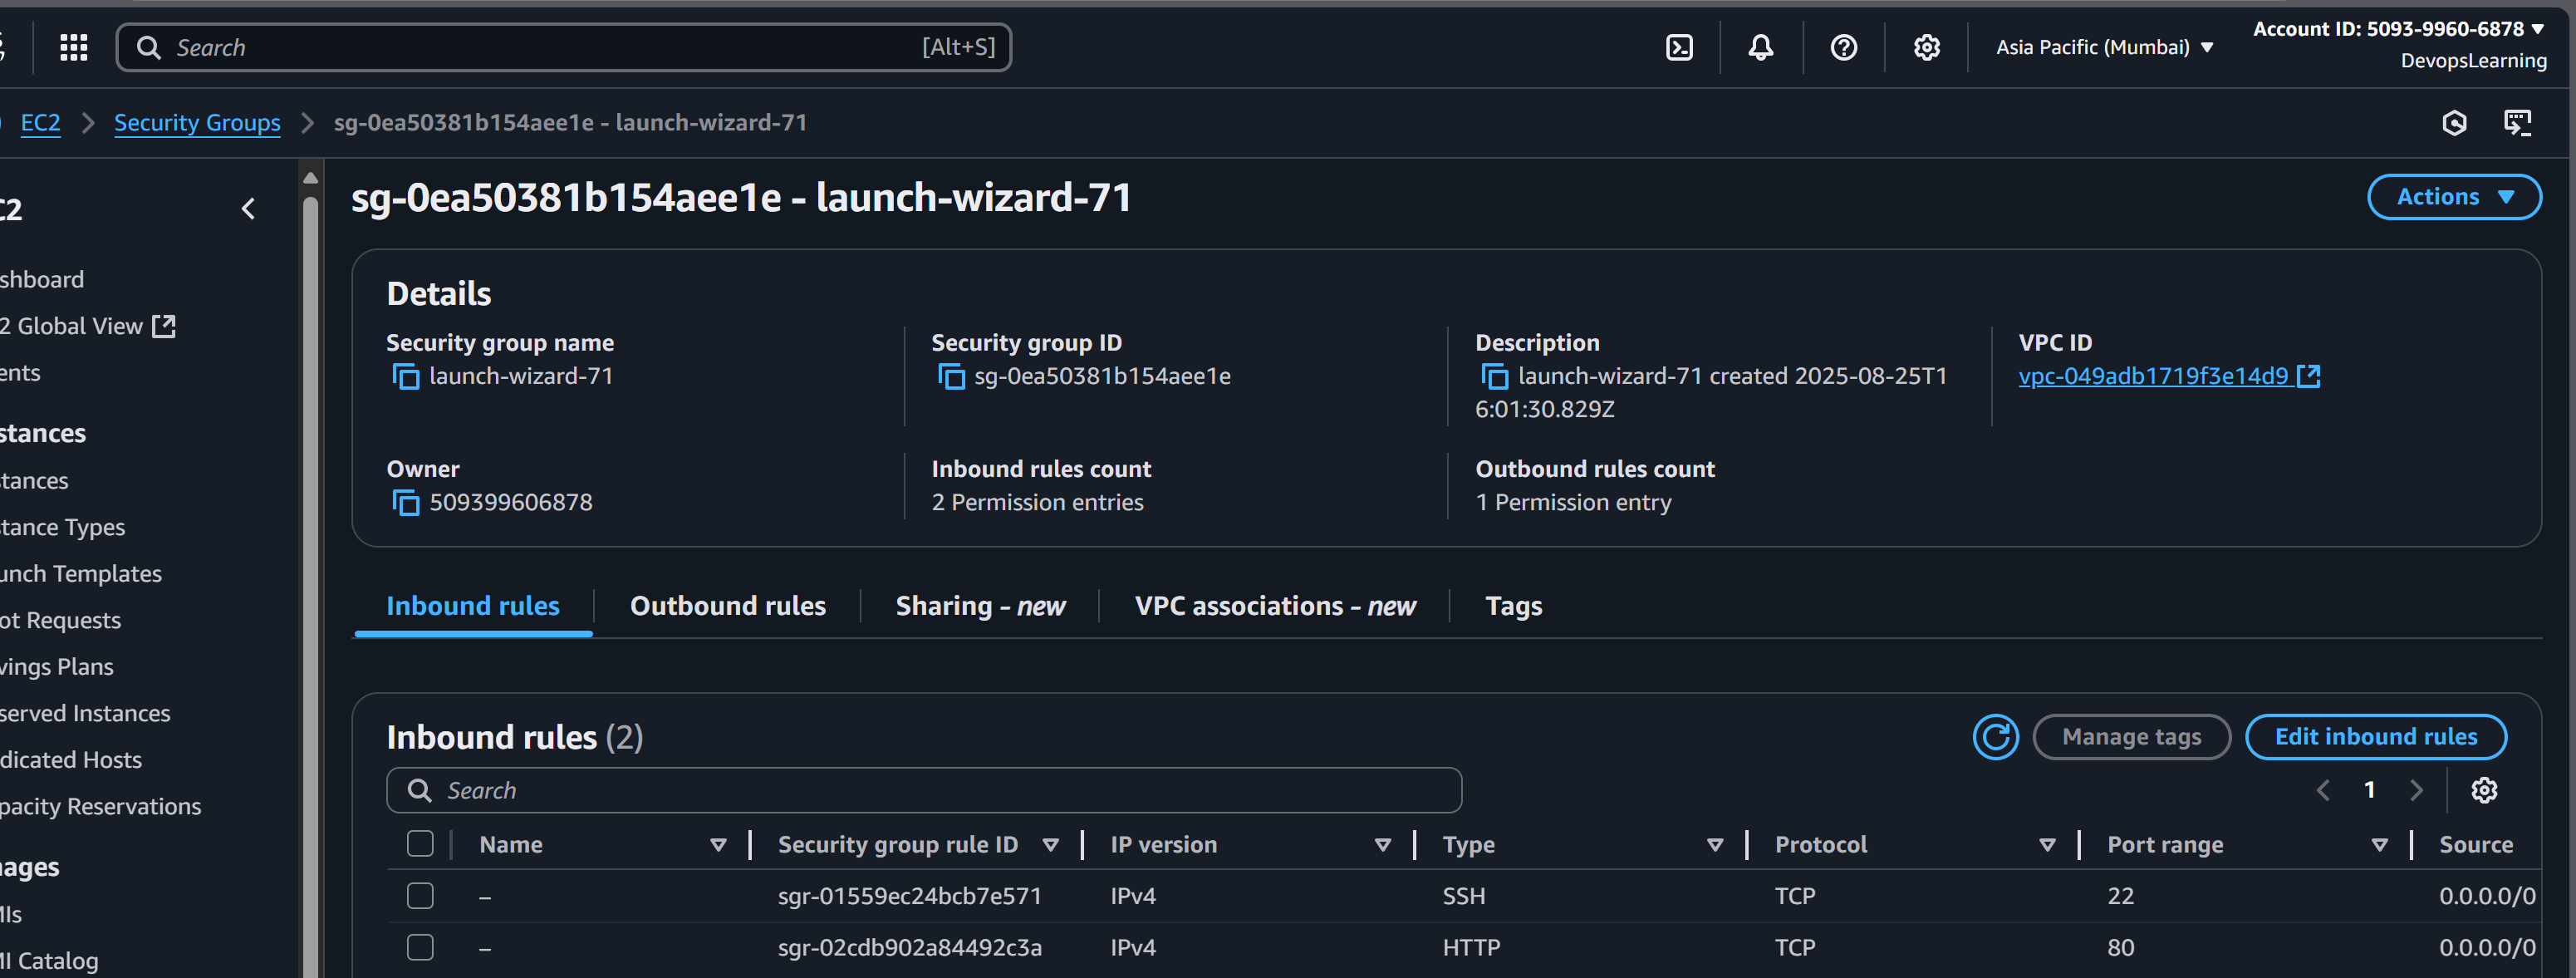 Search [Alt+S] Asia Pacific (Mumbai) Account ID: 5093-9960-6878
DevopsLearning
EC2 Security Groups sg-0ea50381b154aee1e - launch-wizard-71
C2
shboard
2 Global View
ents
stances
tances
tance Types
unch Templates
ot Requests
vings Plans
served Instances
dicated Hosts
pacity Reservations
ages
MIs
MI Catalog
sg-0ea50381b154aee1e - launch-wizard-71 Actions
Details
Security group name
launch-wizard-71
Security group ID
sg-0ea50381b154aee1e
Description
launch-wizard-71 created 2025-08-25T1
6:01:30.829Z
VPC ID
vpc-049adb1719f3e14d9
Owner
509399606878
Inbound rules count
2 Permission entries
Outbound rules count
1 Permission entry
Inbound rules Outbound rules Sharing - new VPC associations - new Tags
Inbound rules (2) Manage tags Edit inbound rules
Search 1
Name Security group rule ID IP version Type Protocol Port range Source
– sgr-01559ec24bcb7e571 IPv4 SSH TCP 22 0.0.0.0/0
– sgr-02cdb902a84492c3a IPv4 HTTP TCP 80 0.0.0.0/0